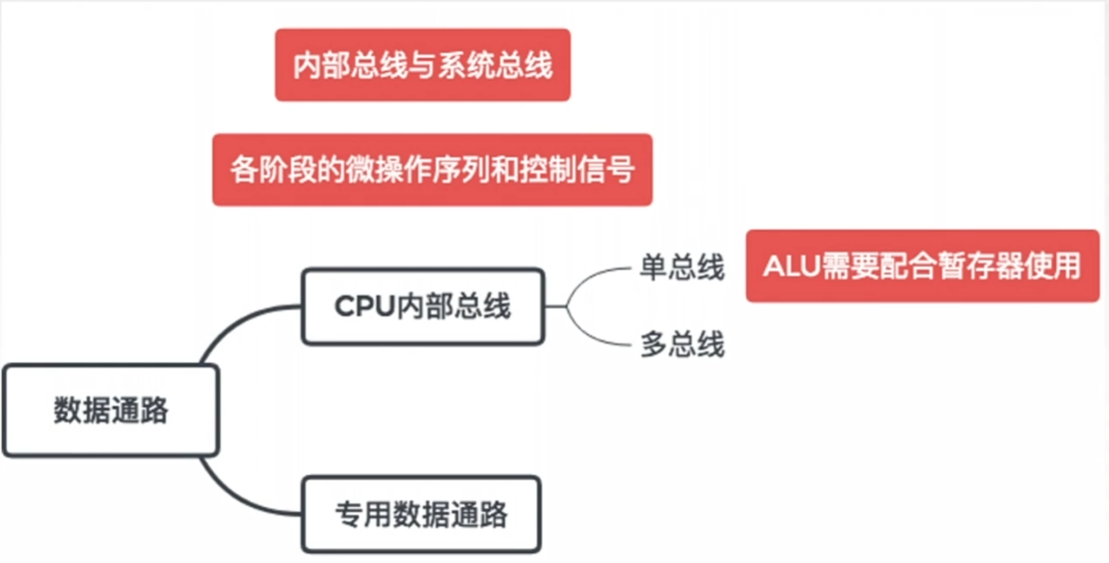 内部总线与系统总线
各阶段的微操作序列和控制信号
单总线
ALU需要配合暂存器使用
CPU内部总线
多总线
数据通路
专用数据通路